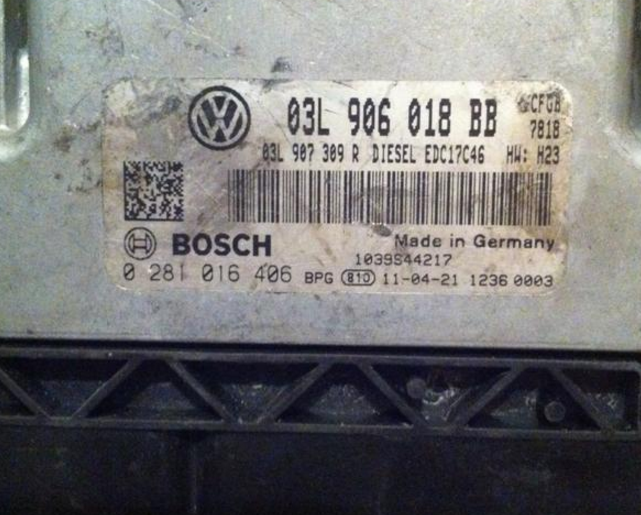 03L 906 018 BB CFGB
7818
03L 907 309 R DIESEL EDC17C46 HW: H23
BOSCH Made in Germany
1039S44217
0 281 016 406 BPG 810 11-04-21 1236 0003